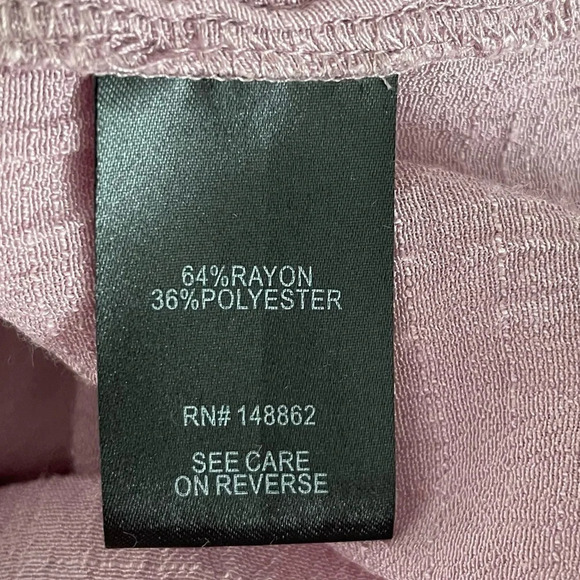 64%RAYON
36%POLYESTER
RN# 148862
SEE CARE
ON REVERSE